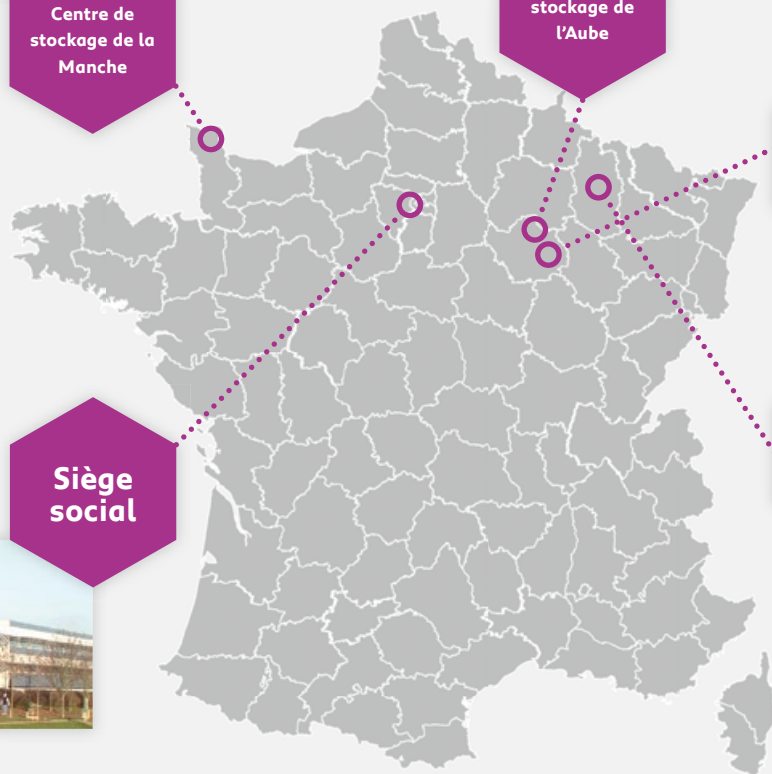 Centre de
stockage de la
Manche
stockage de
l'Aube
Siège
social